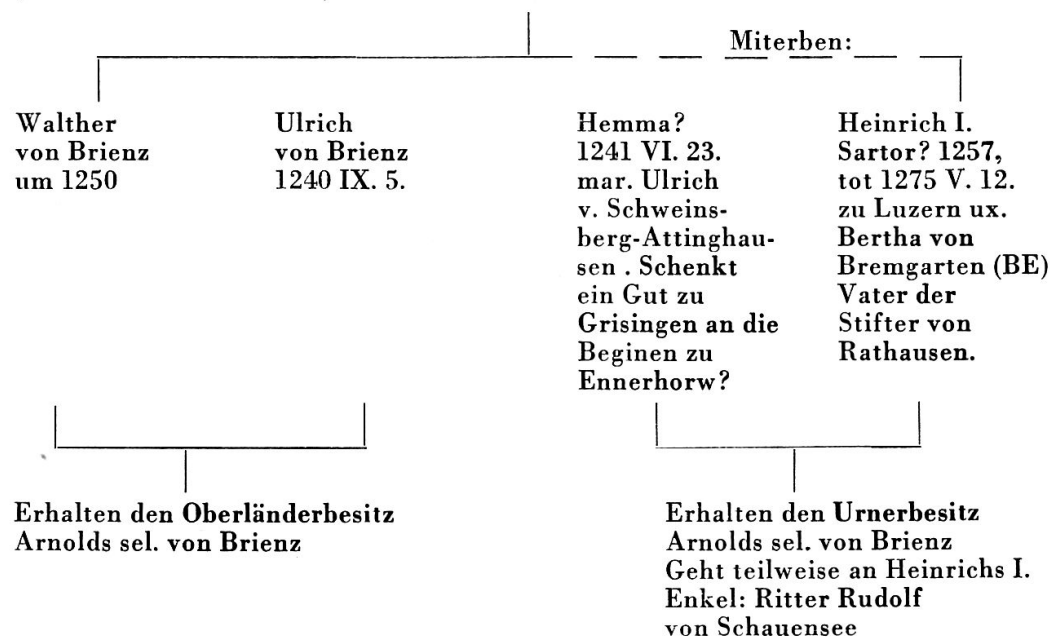 Miterben:
Walther
von Brienz
um 1250
Ulrich
von Brienz
1240 IX. 5.
Hemma?
1241 VI. 23.
mar. Ulrich
v. Schweins-
berg-Attinghau-
sen . Schenkt
ein Gut zu
Grisingen an die
Beginen zu
Ennerhorw?
Heinrich I.
Sartor? 1257,
tot 1275 V. 12.
zu Luzern ux.
Bertha von
Bremgarten (BE)
Vater der
Stifter von
Rathausen.
Erhalten den Oberländerbesitz
Arnolds sel. von Brienz
Erhalten den Urnerbesitz
Arnolds sel. von Brienz
Geht teilweise an Heinrichs I.
Enkel: Ritter Rudolf
von Schauensee